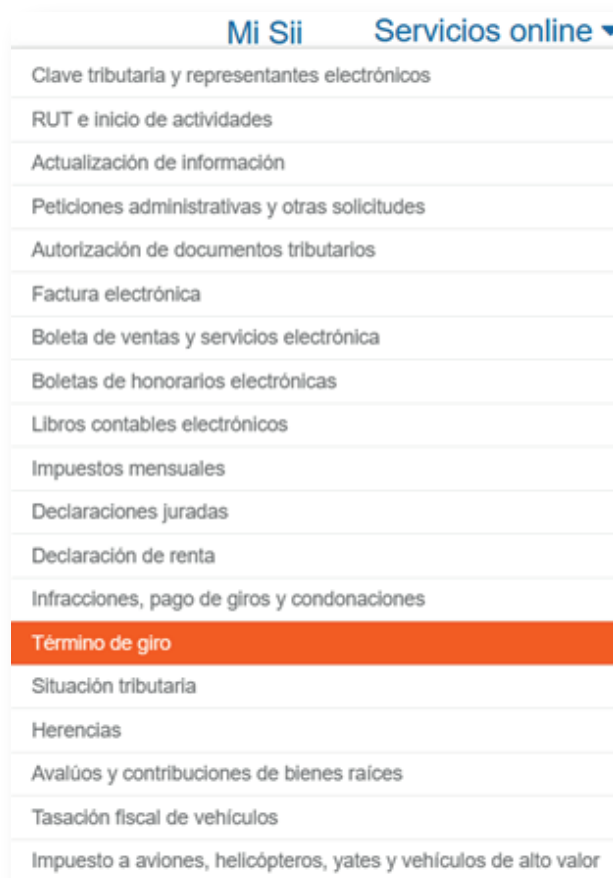 Mi Sii Servicios online
Clave tributaria y representantes electrónicos
RUT e inicio de actividades
Actualización de información
Peticiones administrativas y otras solicitudes
Autorización de documentos tributarios
Factura electrónica
Boleta de ventas y servicios electrónica
Boletas de honorarios electrónicas
Libros contables electrónicos
Impuestos mensuales
Declaraciones juradas
Declaración de renta
Infracciones, pago de giros y condonaciones
Término de giro
Situación tributaria
Herencias
Avalúos y contribuciones de bienes raíces
Tasación fiscal de vehículos
Impuesto a aviones, helicópteros, yates y vehículos de alto valor